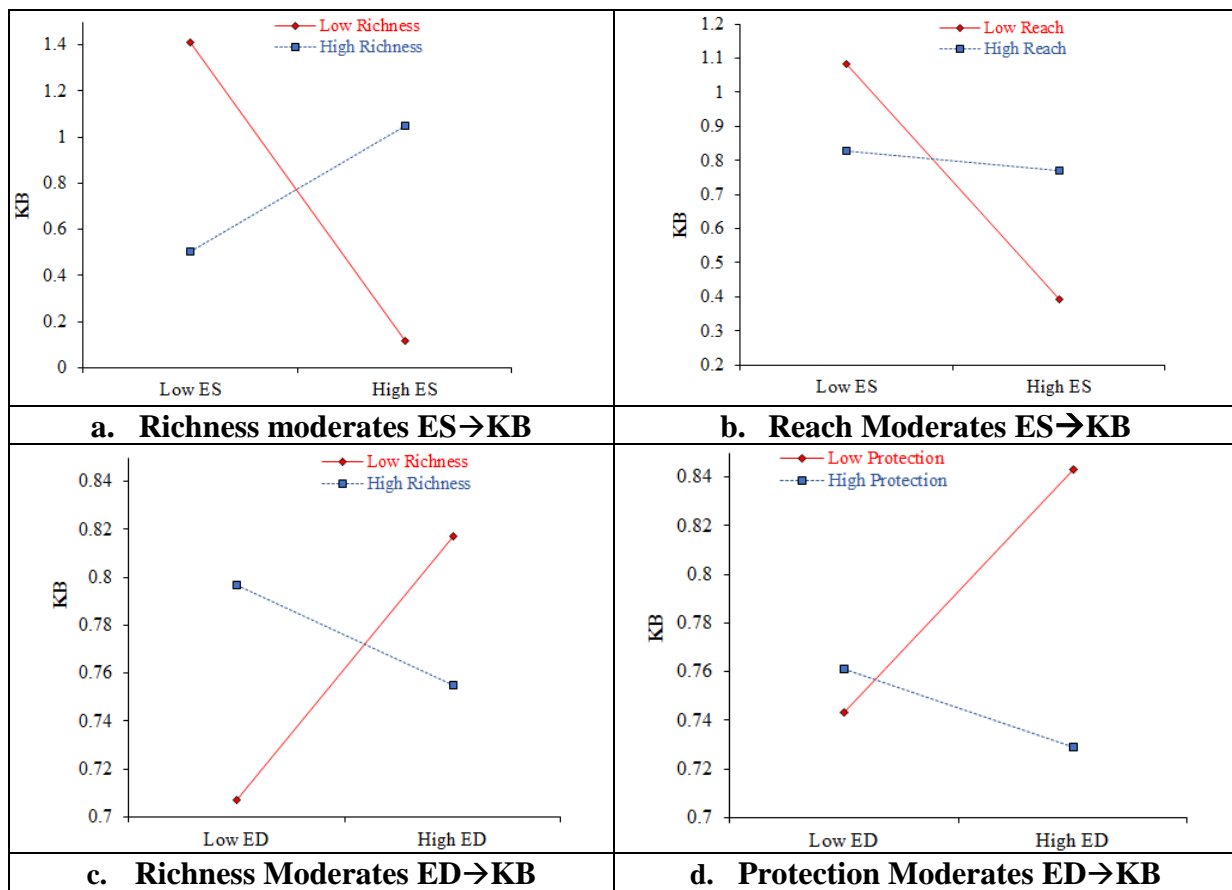 Low Richness
High Richness
1.4
1.2
1
0.8
0.6
0.4
0.2
0
KB
Low ES
High ES
a. Richness moderates ES→KB
Low Reach
High Reach
1.2
1.1
1
0.9
0.8
0.7
0.6
0.5
0.4
0.3
0.2
KB
Low ES
High ES
b. Reach Moderates ES→KB
Low Richness
High Richness
0.84
0.82
0.8
0.78
0.76
0.74
0.72
0.7
KB
Low ED
High ED
c. Richness Moderates ED→KB
Low Protection
High Protection
0.84
0.82
0.8
0.78
0.76
0.74
0.72
0.7
KB
Low ED
High ED
d. Protection Moderates ED→KB